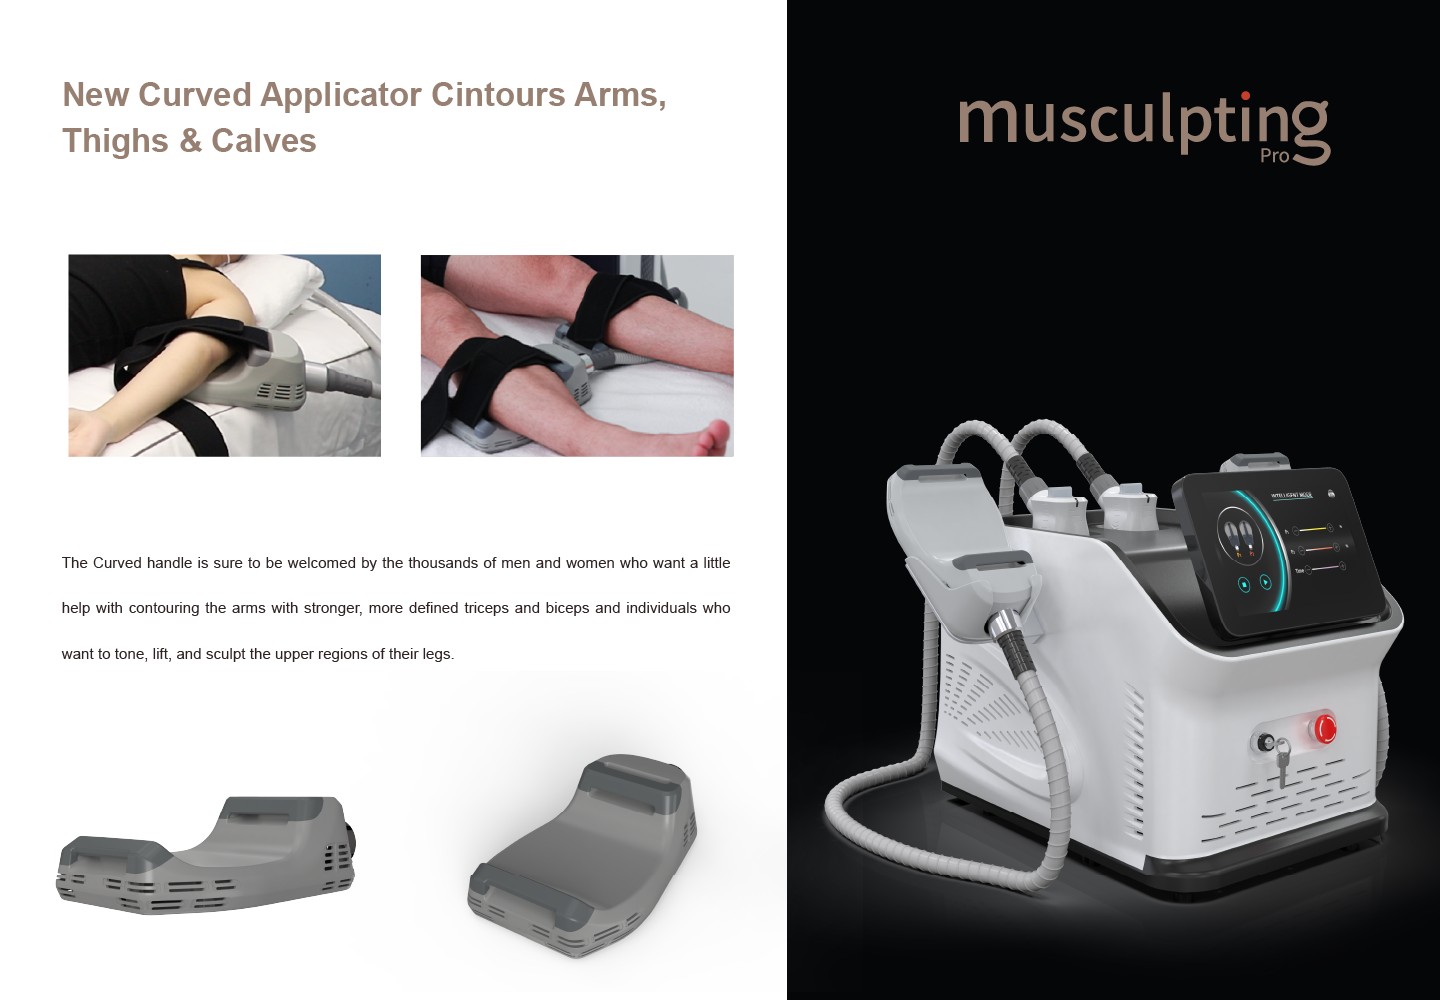 New Curved Applicator Cintours Arms,
Thighs & Calves
The Curved handle is sure to be welcomed by the thousands of men and women who want a little
help with contouring the arms with stronger, more defined triceps and biceps and individuals who
want to tone, lift, and sculpt the upper regions of their legs.
musculpting
Pro
INTELLIGENT
Time